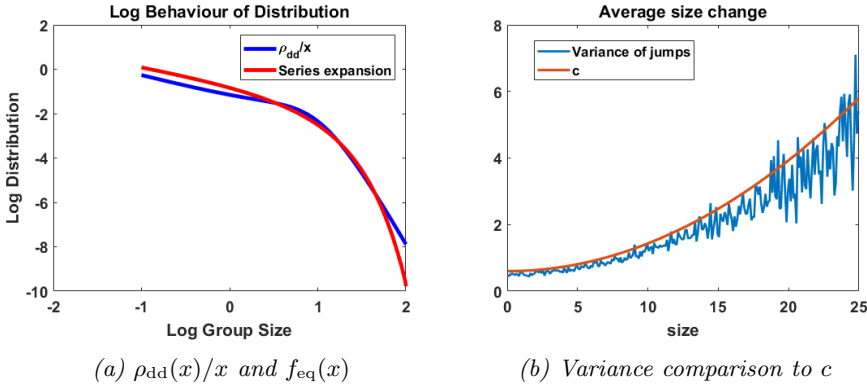 Log Behaviour of Distribution
ρdd/x
Series expansion
2
0
-2
-4
-6
-8
-10
Log Distribution
-2
-1
0
1
2
Log Group Size
(a) ρdd(x)/x and feq(x)
Average size change
Variance of jumps
c
8
6
4
2
0
0
5
10
15
20
25
size
(b) Variance comparison to c